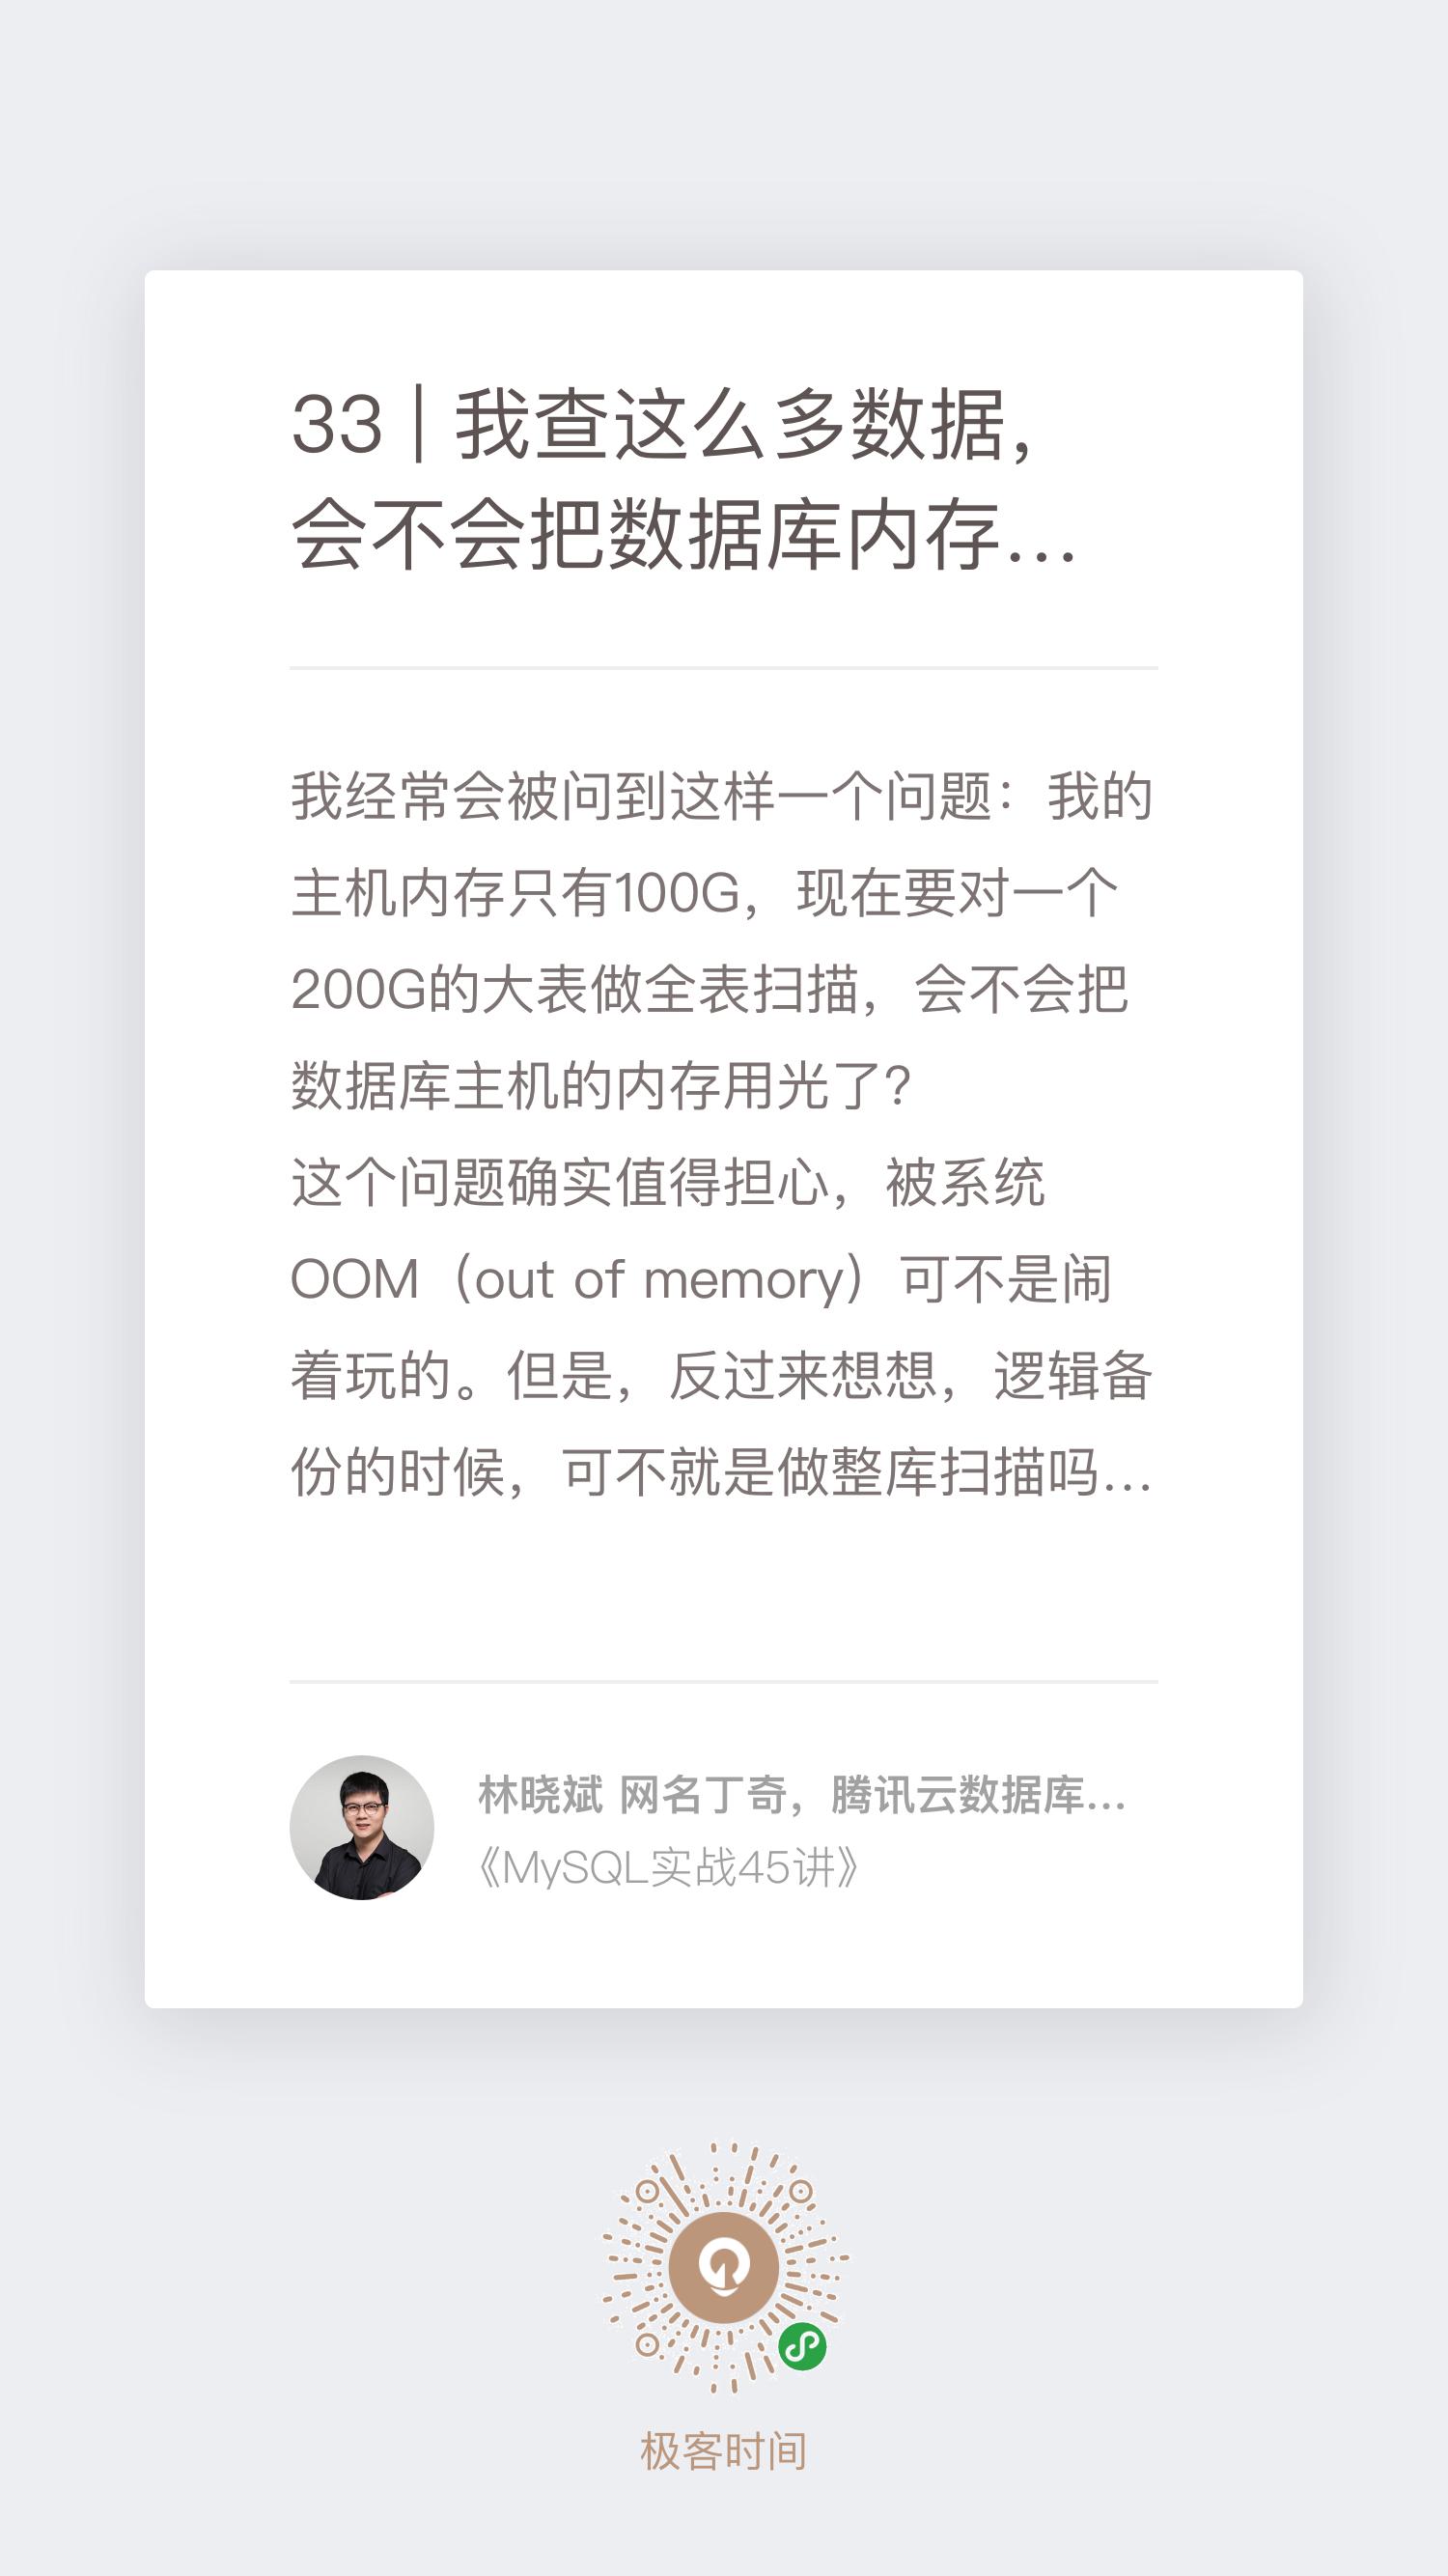 33 | 我查这么多数据，
会不会把数据库内存…
我经常会被问到这样一个问题：我的
主机内存只有100G，现在要对一个
200G的大表做全表扫描，会不会把
数据库主机的内存用光了？
这个问题确实值得担心，被系统
OOM（out of memory）可不是闹
着玩的。但是，反过来想想，逻辑备
份的时候，可不就是做整库扫描吗…
林晓斌 网名丁奇，腾讯云数据库…
《MySQL实战45讲》
极客时间